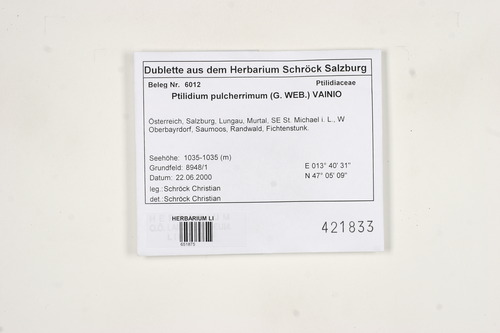 Dublette aus dem Herbarium Schröck Salzburg
Beleg Nr. 6012 Ptilidiaceae
Ptilidium pulcherrimum (G. WEB.) VAINIO
Österreich, Salzburg, Lungau, Murtal, SE St. Michael i. L., W
Oberbayrdorf, Saumoos, Randwald, Fichtenstunk.
Seehöhe: 1035-1035 (m)
Grundfeld: 8948/1 E 013° 40' 31"
Datum: 22.06.2000 N 47° 05' 09"
leg.: Schröck Christian
det.: Schröck Christian
HERBARIUM LI
421833